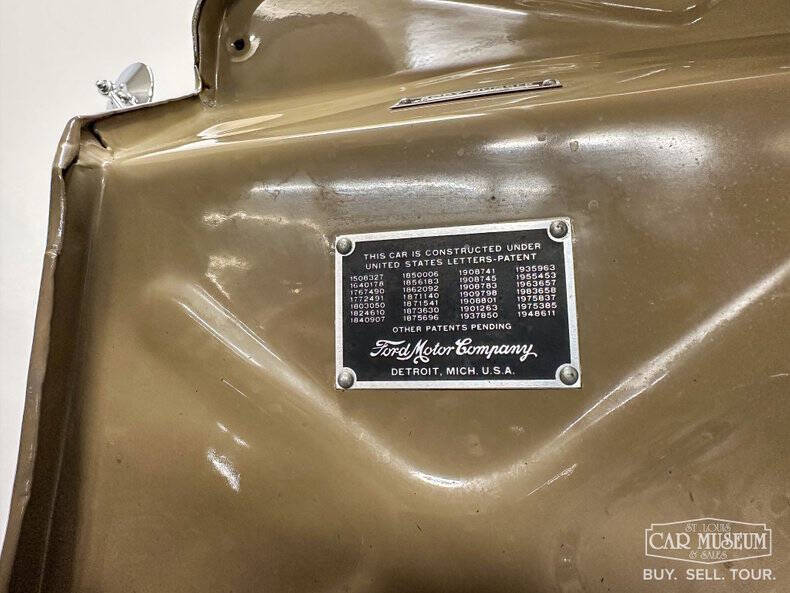 THIS CAR IS CONSTRUCTED UNDER
UNITED STATES LETTERS-PATENT
1508327 1850006 1908741 1935963
1640178 1856183 1908745 1955453
1767490 1862092 1908783 1963657
1772491 1871140 1909798 1983658
1803050 1871541 1908801 1975837
1824610 1873630 1901263 1975385
1840907 1875696 1937850 1948611
OTHER PATENTS PENDING
Ford Motor Company
DETROIT, MICH. U.S.A.
ST LOUIS
CAR MUSEUM
& SALES
BUY. SELL. TOUR.